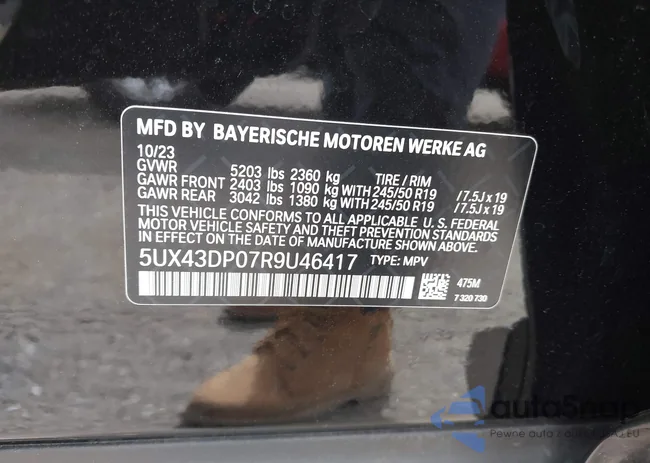 MFD BY BAYERISCHE MOTOREN WERKE AG
10/23
GVWR 5203 lbs 2360 kg TIRE / RIM
GAWR FRONT 2403 lbs 1090 kg WITH 245/50 R19 / 7.5J x 19
GAWR REAR 3042 lbs 1380 kg WITH 245/50 R19 / 7.5J x 19
THIS VEHICLE CONFORMS TO ALL APPLICABLE U. S. FEDERAL
MOTOR VEHICLE SAFETY AND THEFT PREVENTION
STANDARDS IN EFFECT ON THE DATE OF
MANUFACTURE SHOWN ABOVE.
5UX43DP07R9U46417 TYPE: MPV
475M
7 320 730
autoSnap
Pewne auto z